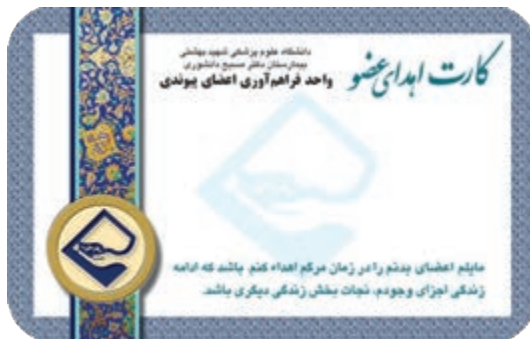 کارت اهدای عضو
دانشگاه علوم پزشکی شهید بهشتی
بیمارستان دکتر مسیح دانشوری
واحد فراهم‌آوری اعضای پیوندی
مایلم اعضای بدنم را در زمان مرگم اهداء کنم. باشد که ادامه
زندگی اجزای وجودم، نجات بخش زندگی دیگری باشد.